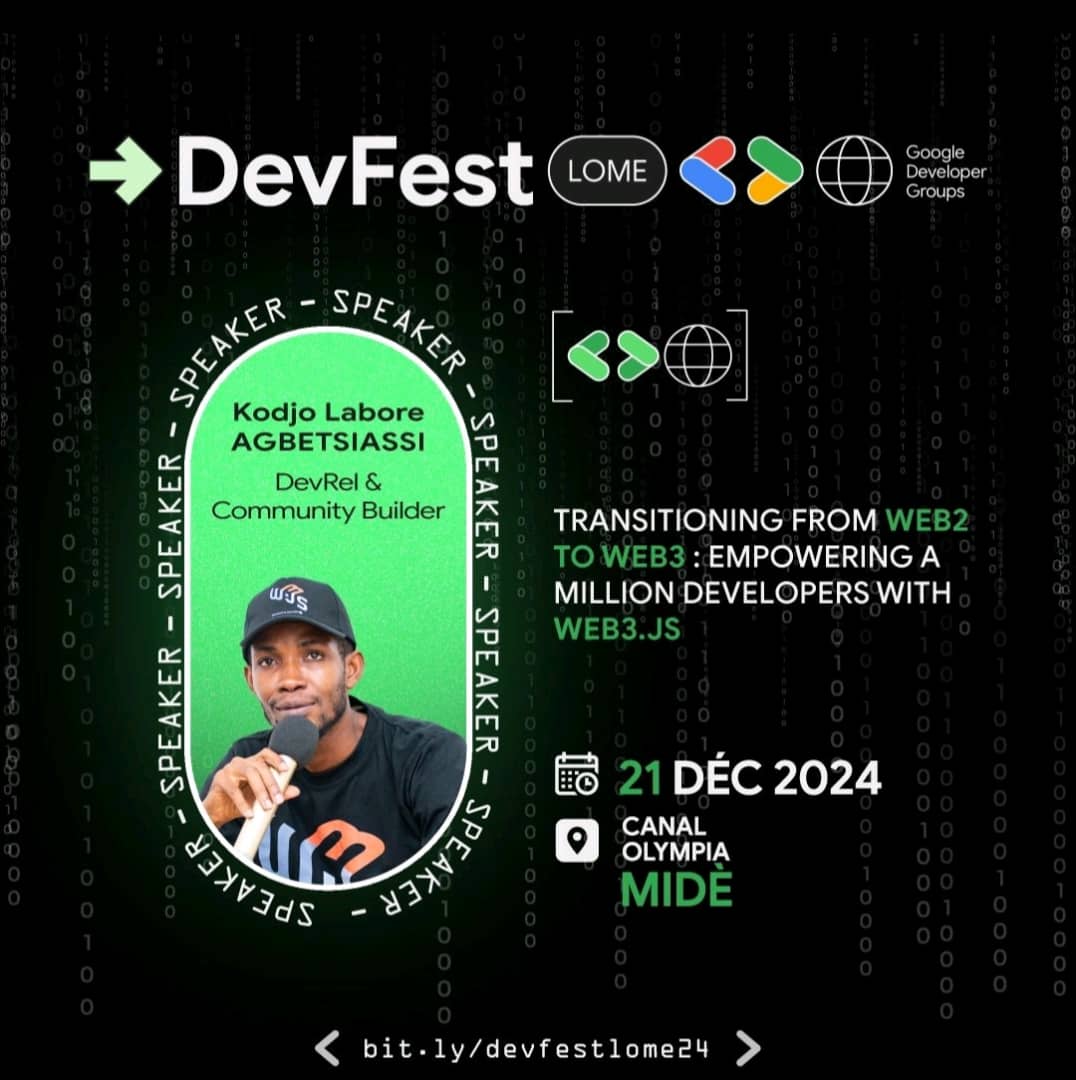 DevFest
LOME
Google
Developer
Groups
SPEAKER - SPEAKER - SPEAKER - SPEAKER - SPEAKER - SPEAKER - SPEAKER - SPEAKER -
Kodjo Labore
AGBETSIASSI
DevRel &
Community Builder
W3JS
TRANSITIONING FROM WEB2
TO WEB3 : EMPOWERING A
MILLION DEVELOPERS WITH
WEB3.JS
21 DÉC 2024
CANAL
OLYMPIA
MIDÈ
bit.ly/devfestlome24